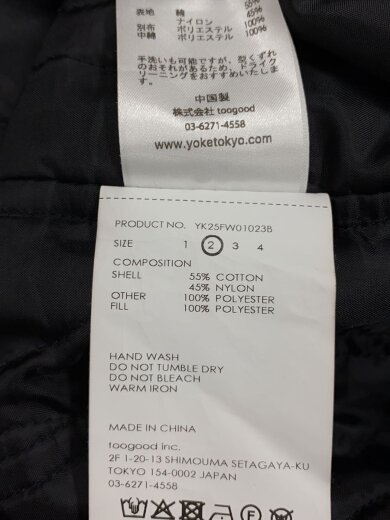 表地 綿 55%
ナイロン 45%
別布 ポリエステル 100%
中綿 ポリエステル 100%
手洗いも可能ですが、型くずれ
のおそれがあるため、ドライク
リーニングをおすすめいたしま
す。
中国製
株式会社 toogood
03-6271-4558
www.yoketokyo.com
PRODUCT NO. YK25FW01023B
SIZE 1 2 3 4
COMPOSITION
SHELL 55% COTTON
45% NYLON
OTHER 100% POLYESTER
FILL 100% POLYESTER
HAND WASH
DO NOT TUMBLE DRY
DO NOT BLEACH
WARM IRON
MADE IN CHINA
toogood inc.
2F 1-20-13 SHIMOUMA SETAGAYA-KU
TOKYO 154-0002 JAPAN
03-6271-4558